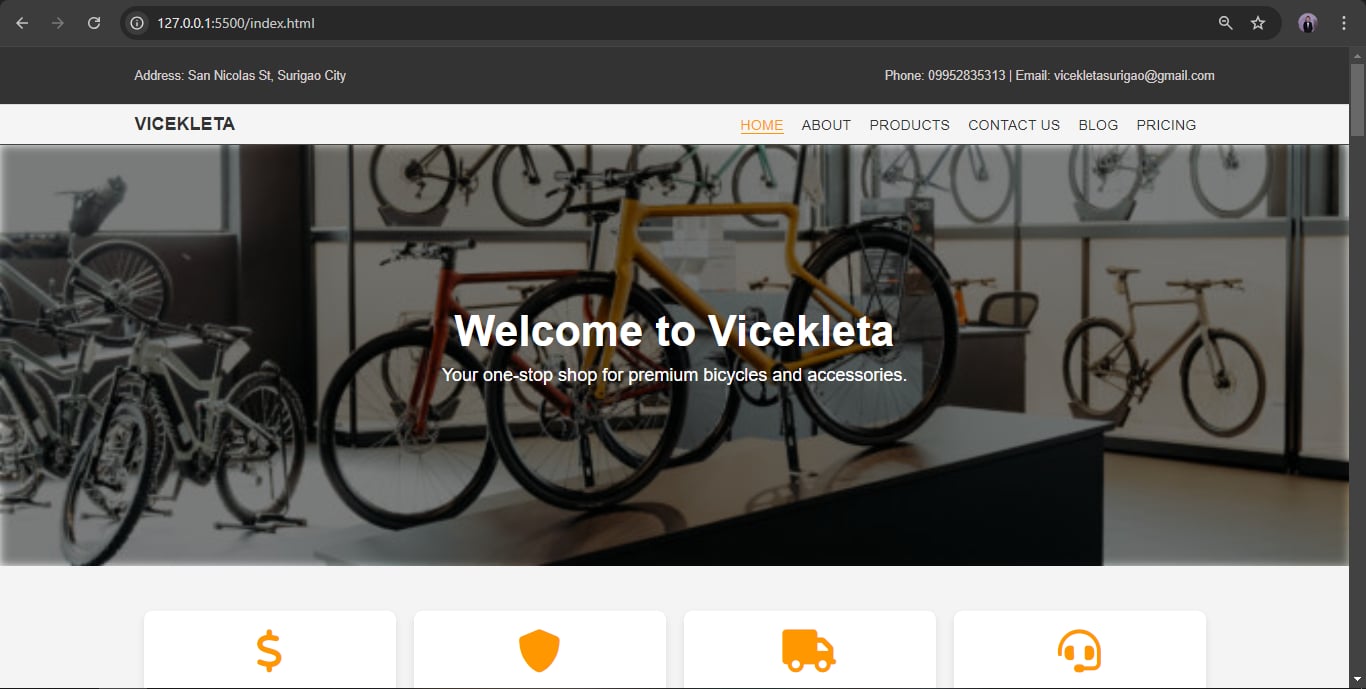 127.0.0.1:5500/index.html
Address: San Nicolas St, Surigao City
Phone: 09952835313 | Email: vicekletasurigao@gmail.com
VICEKLETA
HOME ABOUT PRODUCTS CONTACT US BLOG PRICING
Welcome to Vicekleta
Your one-stop shop for premium bicycles and accessories.